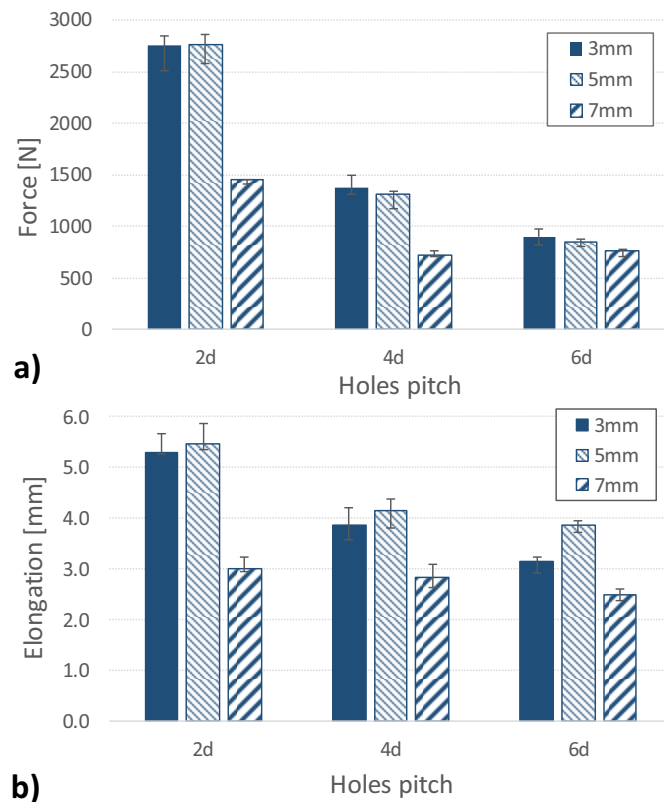 3000
2500
2000
1500
1000
500
0
Force [N]
3mm
5mm
7mm
2d
4d
6d
Holes pitch
a)
6.0
5.0
4.0
3.0
2.0
1.0
0.0
Elongation [mm]
3mm
5mm
7mm
2d
4d
6d
Holes pitch
b)